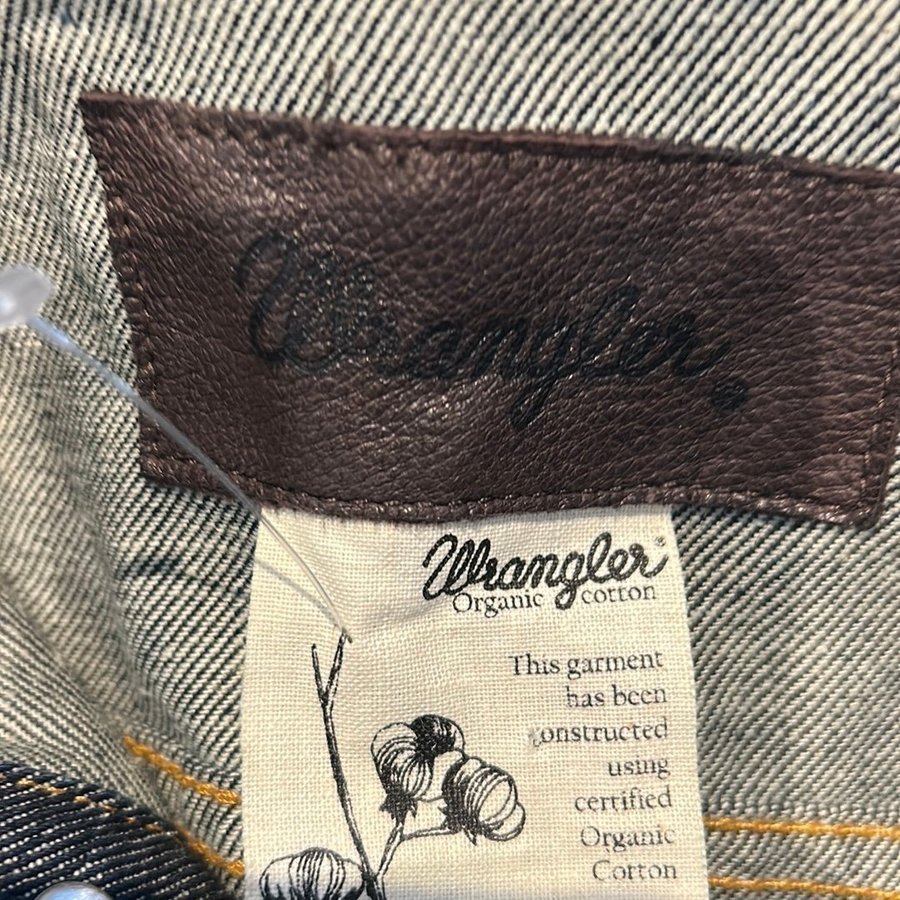 Wrangler®
Wrangler®
Organic cotton
This garment
has been
constructed
using
certified
Organic
Cotton